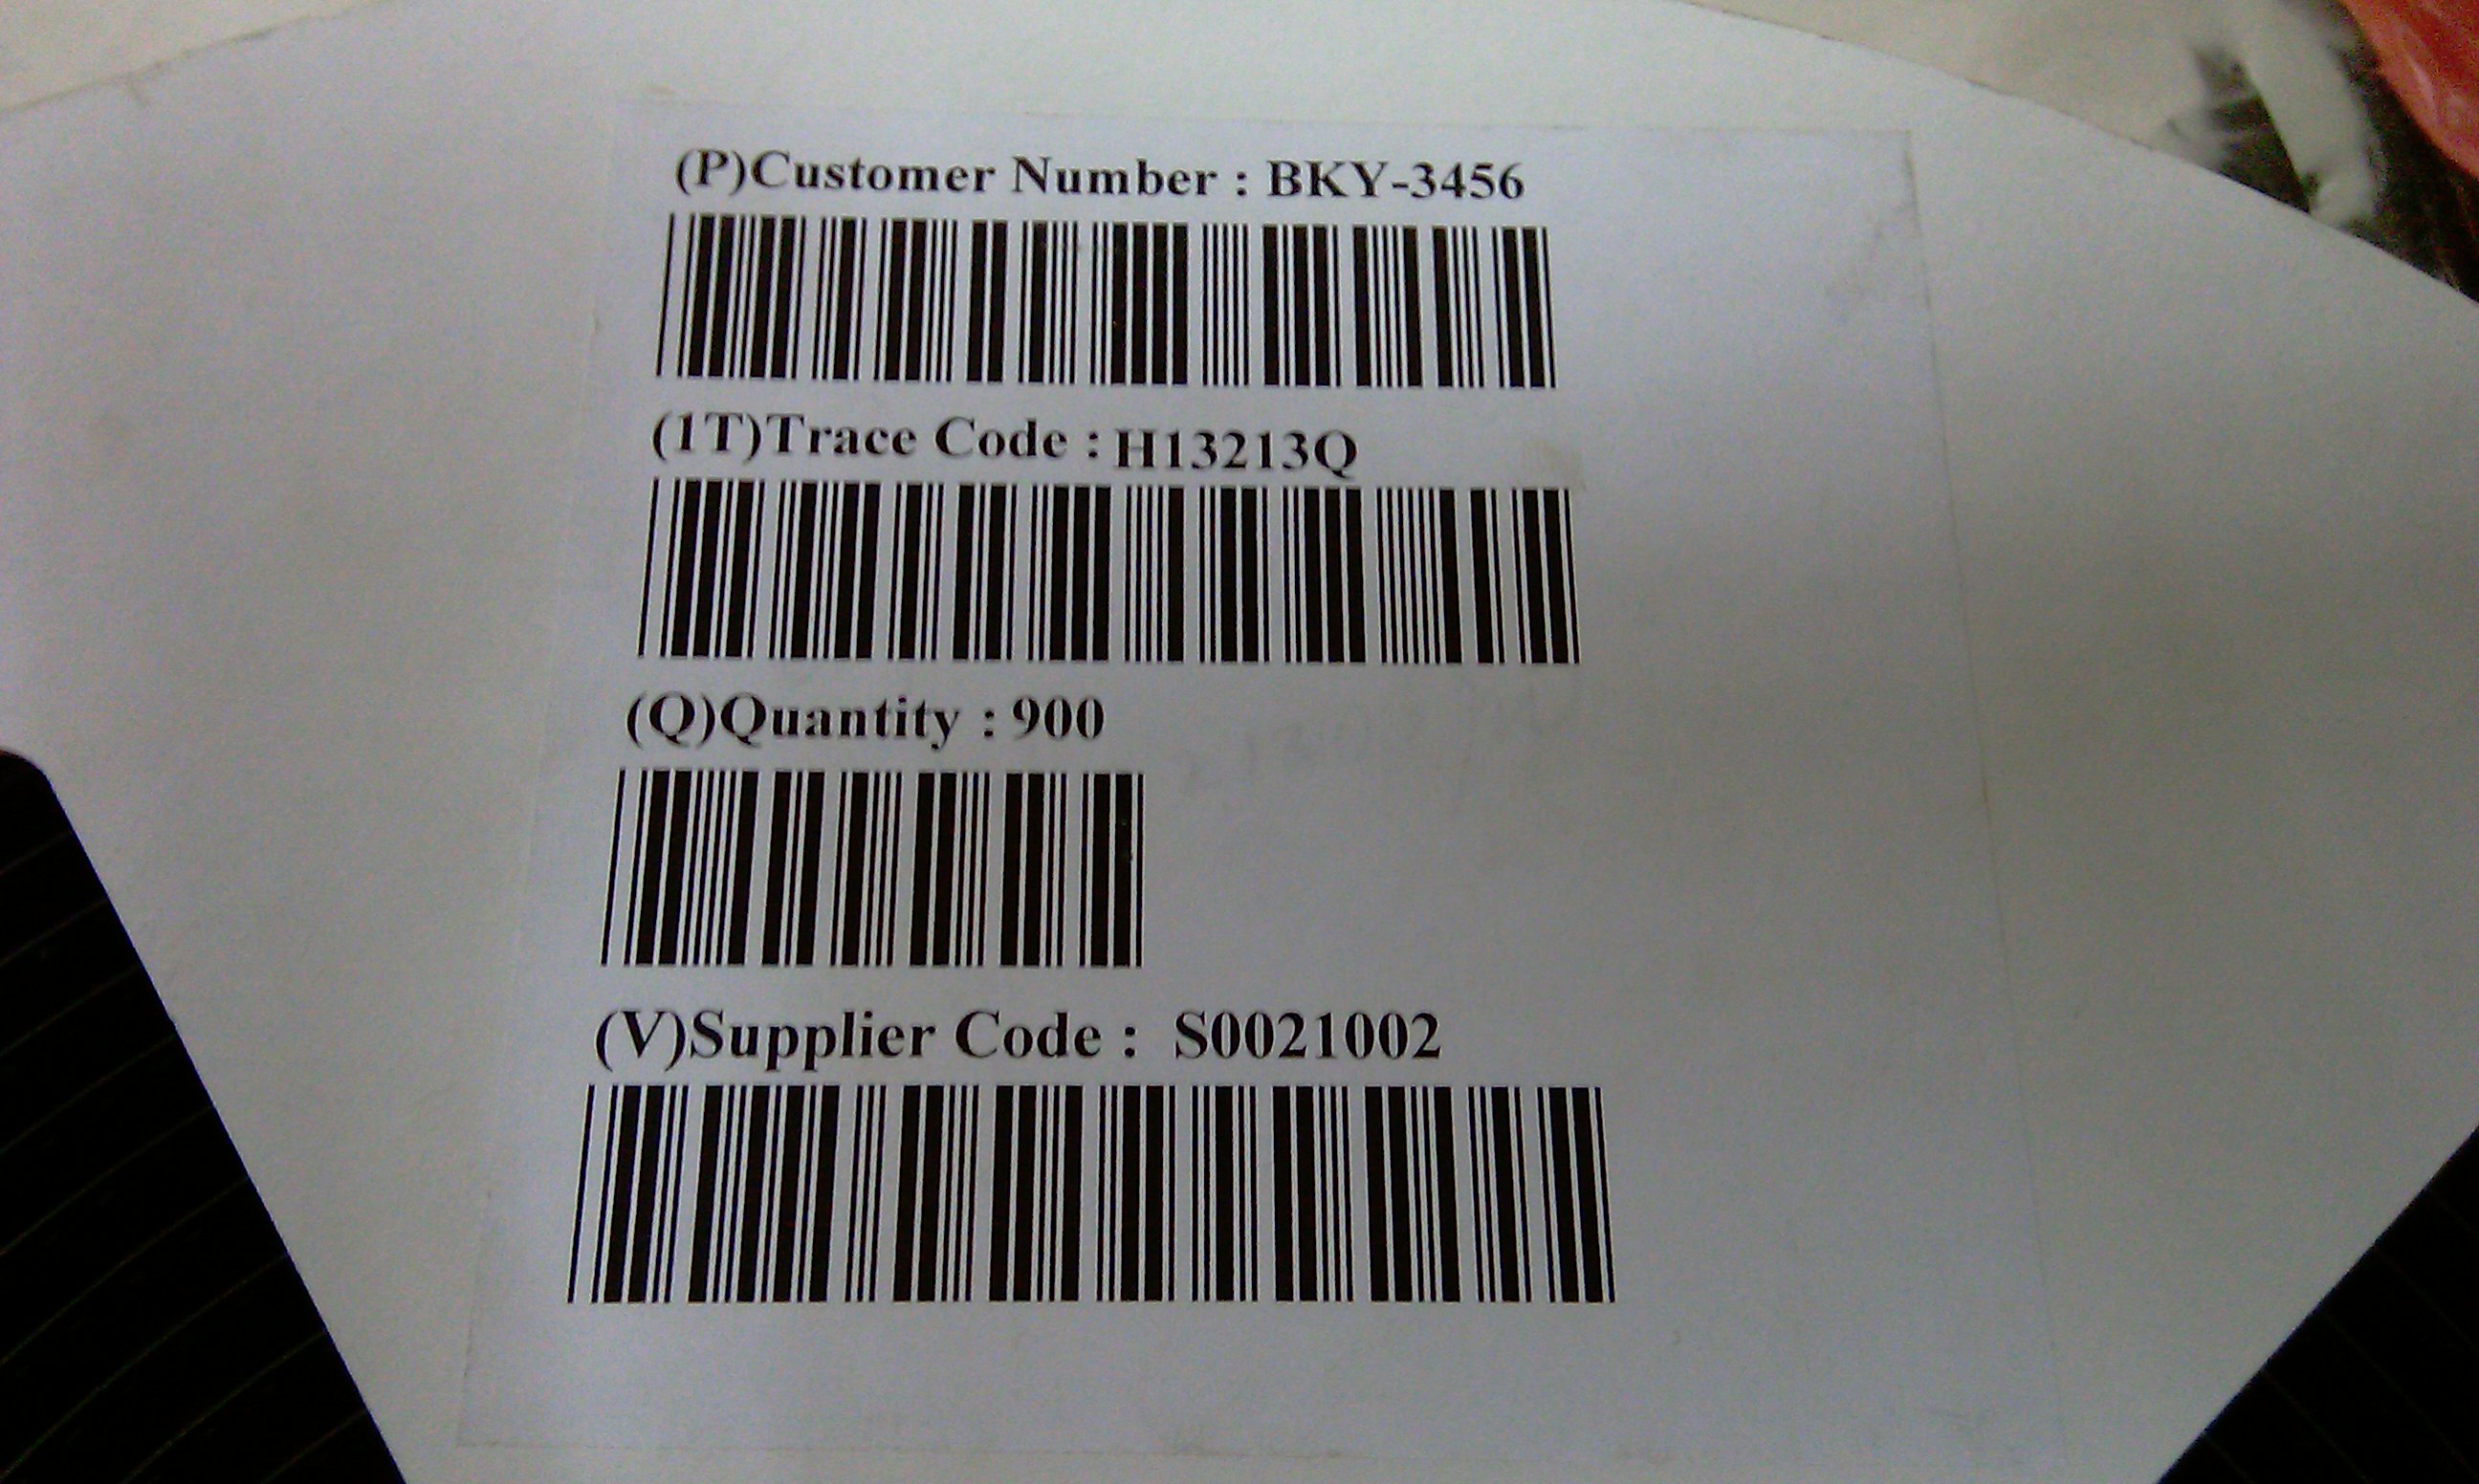 (P)Customer Number : BKY-3456
(1T)Trace Code : H13213Q
(Q)Quantity : 900
(V)Supplier Code : S0021002